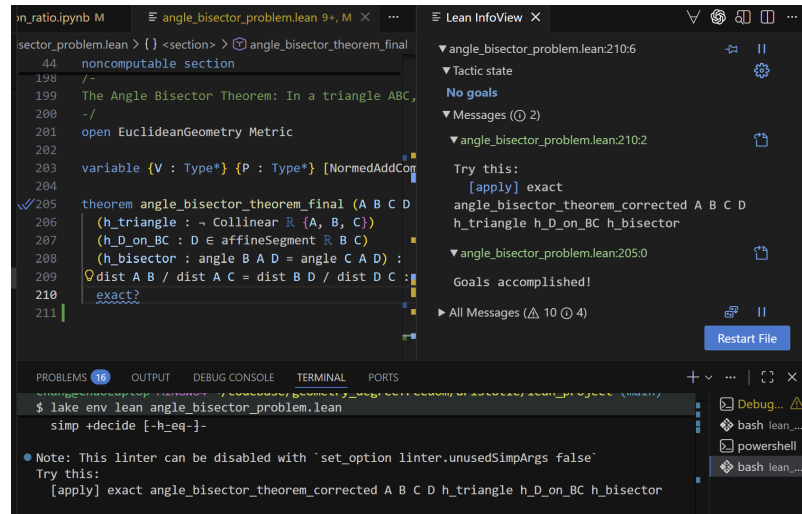 on_ratio.ipynb M
angle_bisector_problem.lean 9+, M
Lean InfoView
isector_problem.lean > {} <section> > angle_bisector_theorem_final
44 noncomputable section
198 /-
199 The Angle Bisector Theorem: In a triangle ABC,
200 -/
201 open EuclideanGeometry Metric
202
203 variable {V : Type*} {P : Type*} [NormedAddCom
204
205 theorem angle_bisector_theorem_final (A B C D
206 (h_triangle : ¬ Collinear ℝ {A, B, C})
207 (h_D_on_BC : D ∈ affineSegment ℝ B C)
208 (h_bisector : angle B A D = angle C A D) :
209 dist A B / dist A C = dist B D / dist D C :
210 exact?
211
angle_bisector_problem.lean:210:6
Tactic state
No goals
Messages (ⓘ 2)
angle_bisector_problem.lean:210:2
Try this:
[apply] exact
angle_bisector_theorem_corrected A B C D
h_triangle h_D_on_BC h_bisector
angle_bisector_problem.lean:205:0
Goals accomplished!
All Messages (⚠ 10 ⓘ 4)
Restart File
PROBLEMS 16 OUTPUT DEBUG CONSOLE TERMINAL PORTS
$ lake env lean angle_bisector_problem.lean
simp +decide [-h_eq-]-
Note: This linter can be disabled with `set_option linter.unusedSimpArgs false`
Try this:
[apply] exact angle_bisector_theorem_corrected A B C D h_triangle h_D_on_BC h_bisector
Debug...
bash lean_...
powershell
bash lean_...